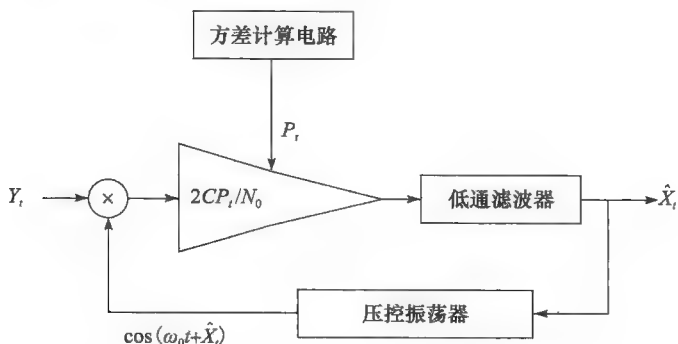 方差计算电路
P_t
Y_t
×
2CP_t/N_0
低通滤波器
X̂_t
压控振荡器
cos(ω_0t+X̂_t)